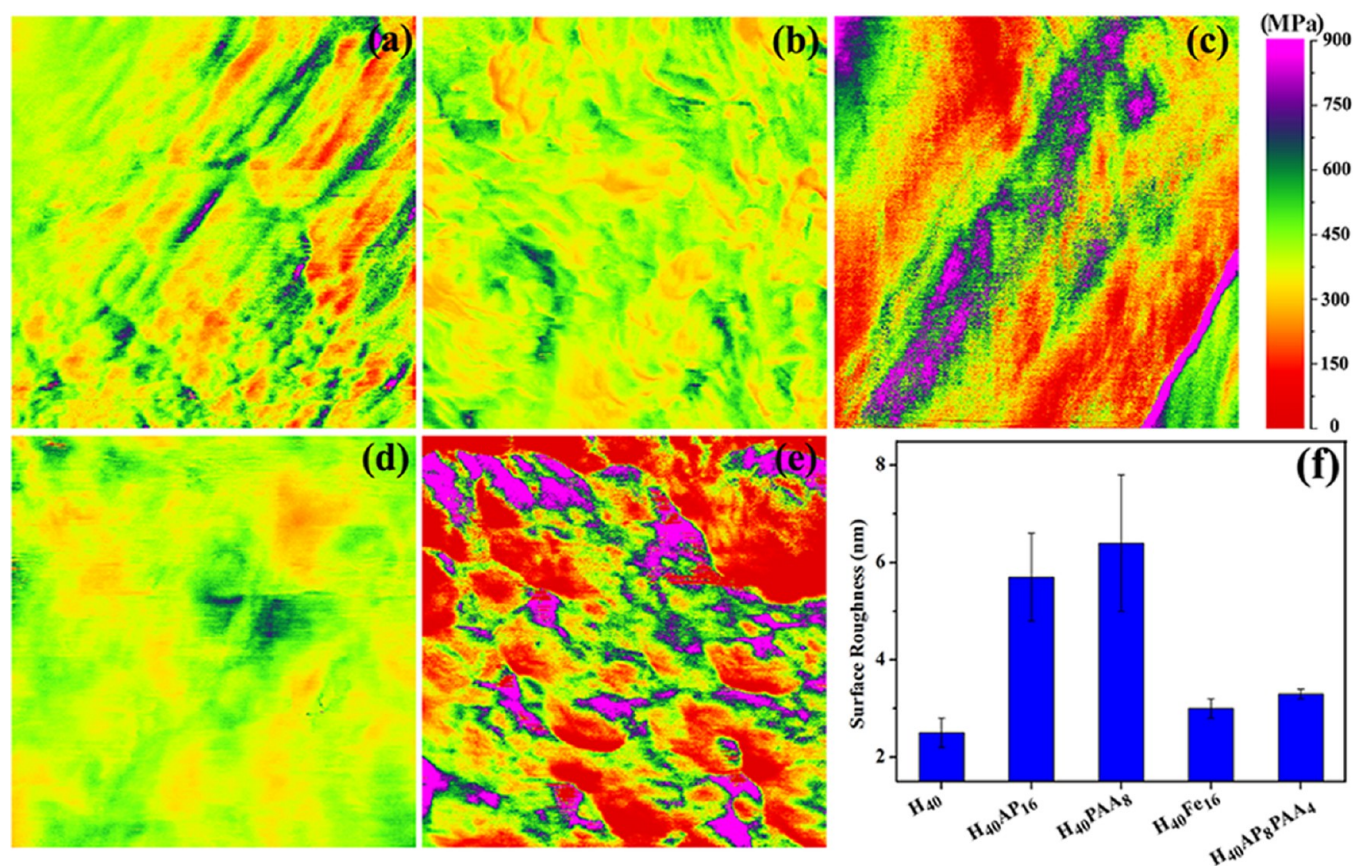 (a)
(b)
(c)
(MPa)
900
750
600
450
300
150
0
(d)
(e)
(f)
Surface Roughness (nm)
8
6
4
2
H₄₀
H₄₀AP₁₆
H₄₀PAA₈
H₄₀Fe₁₆
H₄₀AP₈PAA₄